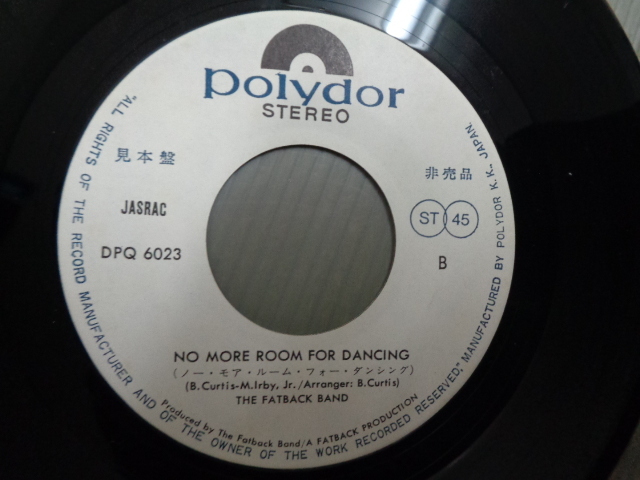 polydor
STEREO
見本盤
非売品
JASRAC
ST 45
DPQ 6023
B
NO MORE ROOM FOR DANCING
(ノー・モア・ルーム・フォー・ダンシング)
(B. Curtis-M. Irby, Jr./Arranger: B. Curtis)
THE FATBACK BAND
Produced by The Fatback Band/A FATBACK PRODUCTION
"ALL RIGHTS OF THE RECORD MANUFACTURER AND OF THE OWNER OF THE WORK RECORDED RESERVED." MANUFACTURED BY POLYDOR K. K., JAPAN.